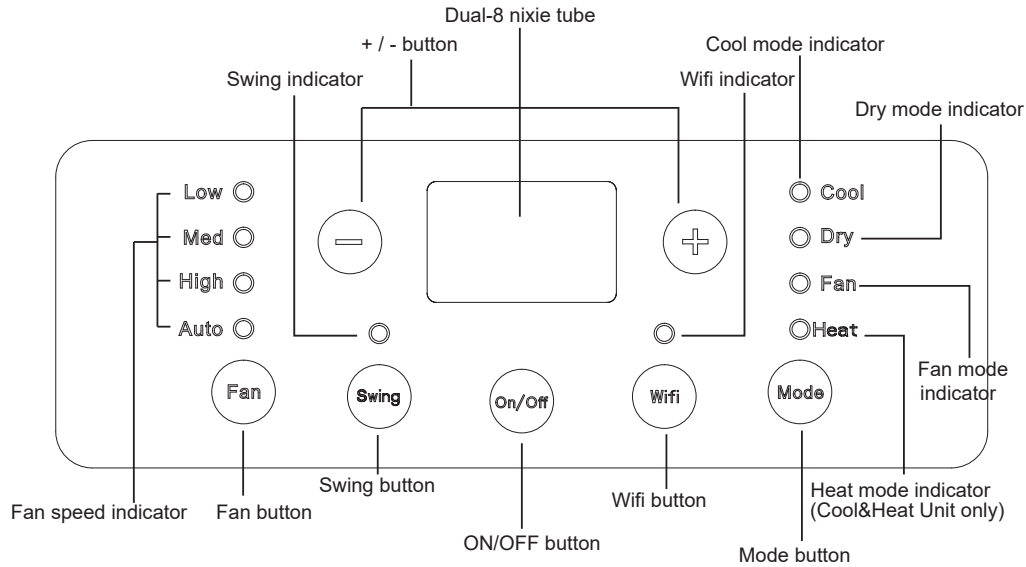 Dual-8 nixie tube
+ / - button
Cool mode indicator
Swing indicator
Wifi indicator
Dry mode indicator
Low
Cool
Med
Dry
High
Fan
Auto
Heat
Fan mode
indicator
Fan
Swing
On/Off
Wifi
Mode
Swing button
Heat mode indicator
(Cool&Heat Unit only)
Wifi button
Fan speed indicator
Fan button
ON/OFF button
Mode button